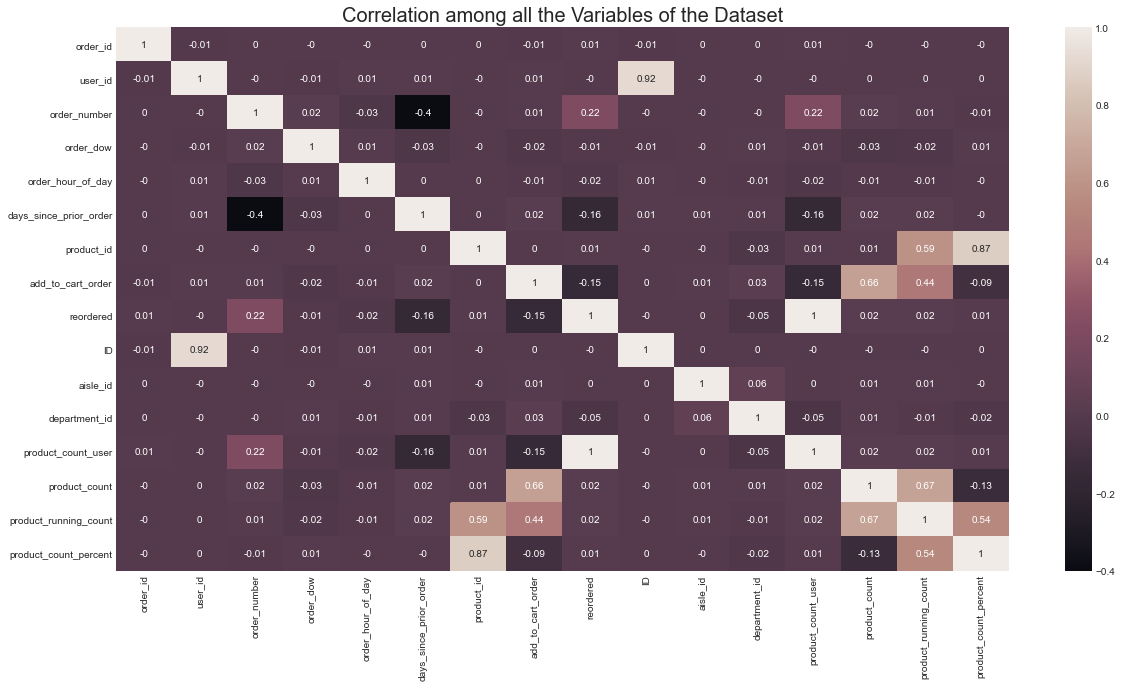 Correlation among all the Variables of the Dataset
order_id 1 -0.01 0 -0 -0 0 0 -0.01 0.01 -0.01 0 0 0.01 -0 -0 -0
user_id -0.01 1 -0 -0.01 0.01 0.01 -0 0.01 -0 0.92 -0 -0 -0 0 0 0
order_number 0 -0 1 0.02 -0.03 -0.4 -0 0.01 0.22 -0 -0 -0 0.22 0.02 0.01 -0.01
order_dow -0 -0.01 0.02 1 0.01 -0.03 -0 -0.02 -0.01 -0.01 -0 0.01 -0.01 -0.03 -0.02 0.01
order_hour_of_day -0 0.01 -0.03 0.01 1 0 0 -0.01 -0.02 0.01 -0 -0.01 -0.02 -0.01 -0.01 -0
days_since_prior_order 0 0.01 -0.4 -0.03 0 1 0 0.02 -0.16 0.01 0.01 0.01 -0.16 0.02 0.02 -0
product_id 0 -0 -0 -0 0 0 1 0 0.01 -0 -0 -0.03 0.01 0.01 0.59 0.87
add_to_cart_order -0.01 0.01 0.01 -0.02 -0.01 0.02 0 1 -0.15 0 0.01 0.03 -0.15 0.66 0.44 -0.09
reordered 0.01 -0 0.22 -0.01 -0.02 -0.16 0.01 -0.15 1 -0 0 -0.05 1 0.02 0.02 0.01
ID -0.01 0.92 -0 -0.01 0.01 0.01 -0 0 -0 1 0 0 -0 -0 -0 0
aisle_id 0 -0 -0 -0 -0 0.01 -0 0.01 0 0 1 0.06 0 0.01 0.01 -0
department_id 0 -0 -0 0.01 -0.01 0.01 -0.03 0.03 -0.05 0 0.06 1 -0.05 0.01 -0.01 -0.02
product_count_user 0.01 -0 0.22 -0.01 -0.02 -0.16 0.01 -0.15 1 -0 0 -0.05 1 0.02 0.02 0.01
product_count -0 0 0.02 -0.03 -0.01 0.02 0.01 0.66 0.02 -0 0.01 0.01 0.02 1 0.67 -0.13
product_running_count -0 0 0.01 -0.02 -0.01 0.02 0.59 0.44 0.02 -0 0.01 -0.01 0.02 0.67 1 0.54
product_count_percent -0 0 -0.01 0.01 -0 -0 0.87 -0.09 0.01 0 -0 -0.02 0.01 -0.13 0.54 1
order_id
user_id
order_number
order_dow
order_hour_of_day
days_since_prior_order
product_id
add_to_cart_order
reordered
ID
aisle_id
department_id
product_count_user
product_count
product_running_count
product_count_percent
1.0
0.8
0.6
0.4
0.2
0.0
−0.2
−0.4